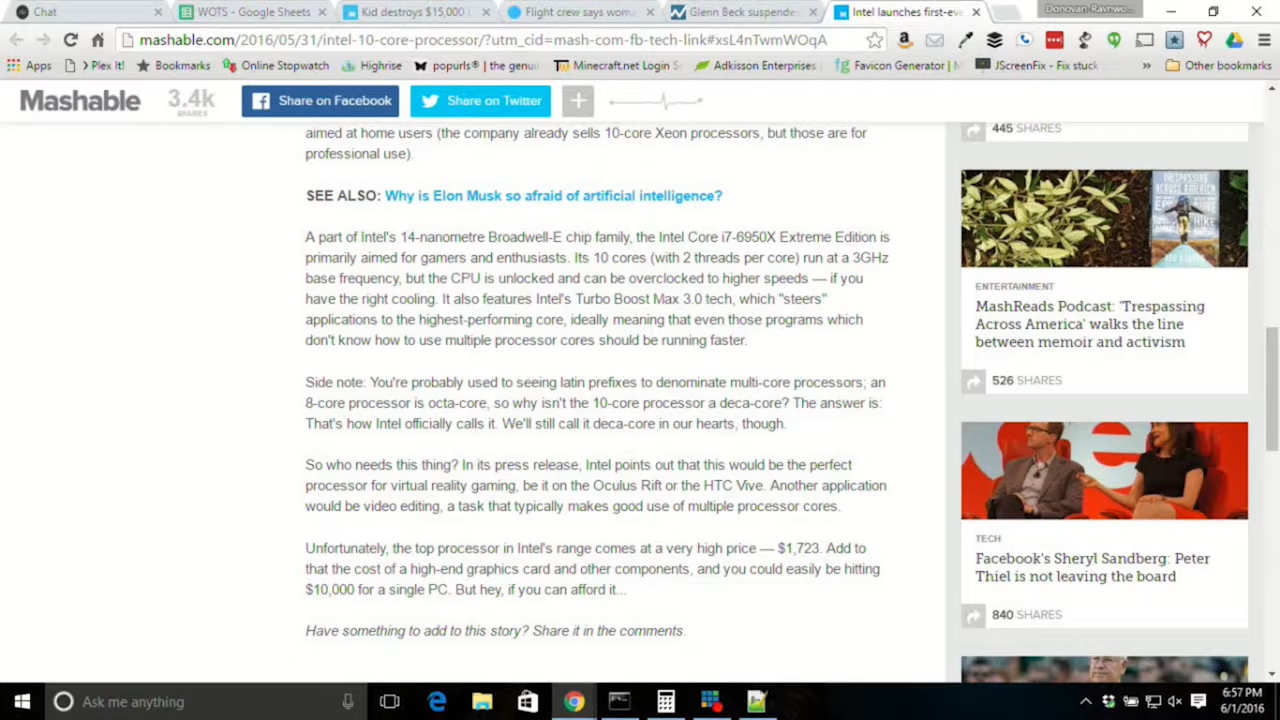 Chat
WOTS - Google Sheets
Kid destroys $15,000 L
Flight crew says wom
Glenn Beck suspende
Intel launches first-eve
Donovan-Ravnwo...
mashable.com/2016/05/31/intel-10-core-processor/?utm_cid=mash-com-fb-tech-link#xsL4nTwmWOqA
Apps
> Plex It!
Bookmarks
Online Stopwatch
Highrise
popurls® | the genui
Minecraft.net Login S
Adkisson Enterprises
Favicon Generator |
JScreenFix - Fix stuck
»
Other bookmarks
Mashable
3.4k
SHARES
Share on Facebook
Share on Twitter
+
aimed at home users (the company already sells 10-core Xeon processors, but those are for
professional use).
SEE ALSO: Why is Elon Musk so afraid of artificial intelligence?
A part of Intel's 14-nanometre Broadwell-E chip family, the Intel Core i7-6950X Extreme Edition is
primarily aimed for gamers and enthusiasts. Its 10 cores (with 2 threads per core) run at a 3GHz
base frequency, but the CPU is unlocked and can be overclocked to higher speeds — if you
have the right cooling. It also features Intel's Turbo Boost Max 3.0 tech, which "steers"
applications to the highest-performing core, ideally meaning that even those programs which
don't know how to use multiple processor cores should be running faster.
Side note: You're probably used to seeing latin prefixes to denominate multi-core processors; an
8-core processor is octa-core, so why isn't the 10-core processor a deca-core? The answer is:
That's how Intel officially calls it. We'll still call it deca-core in our hearts, though.
So who needs this thing? In its press release, Intel points out that this would be the perfect
processor for virtual reality gaming, be it on the Oculus Rift or the HTC Vive. Another application
would be video editing, a task that typically makes good use of multiple processor cores.
Unfortunately, the top processor in Intel's range comes at a very high price — $1,723. Add to
that the cost of a high-end graphics card and other components, and you could easily be hitting
$10,000 for a single PC. But hey, if you can afford it...
Have something to add to this story? Share it in the comments.
445 SHARES
TRESPASSING
ACROSS AMERICA
ENTERTAINMENT
MashReads Podcast: 'Trespassing
Across America' walks the line
between memoir and activism
526 SHARES
TECH
Facebook's Sheryl Sandberg: Peter
Thiel is not leaving the board
840 SHARES
Ask me anything
6:57 PM
6/1/2016